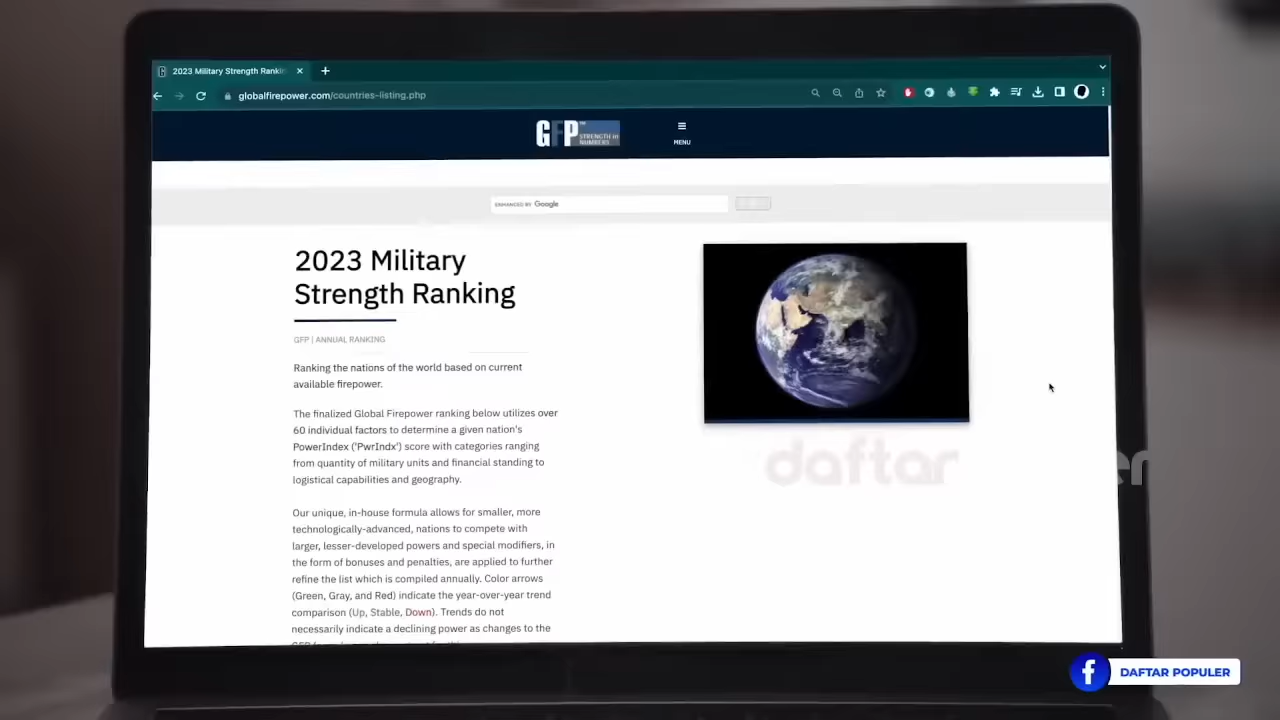 2023 Military Strength Rankin
globalfirepower.com/countries-listing.php
GFP
STRENGTH in
NUMBERS
MENU
ENHANCED BY Google
2023 Military
Strength Ranking
GFP | ANNUAL RANKING
Ranking the nations of the world based on current
available firepower.
The finalized Global Firepower ranking below utilizes over
60 individual factors to determine a given nation's
PowerIndex ('PwrIndx') score with categories ranging
from quantity of military units and financial standing to
logistical capabilities and geography.
Our unique, in-house formula allows for smaller, more
technologically-advanced, nations to compete with
larger, lesser-developed powers and special modifiers, in
the form of bonuses and penalties, are applied to further
refine the list which is compiled annually. Color arrows
(Green, Gray, and Red) indicate the year-over-year trend
comparison (Up, Stable, Down). Trends do not
necessarily indicate a declining power as changes to the
daftar
er
DAFTAR POPULER